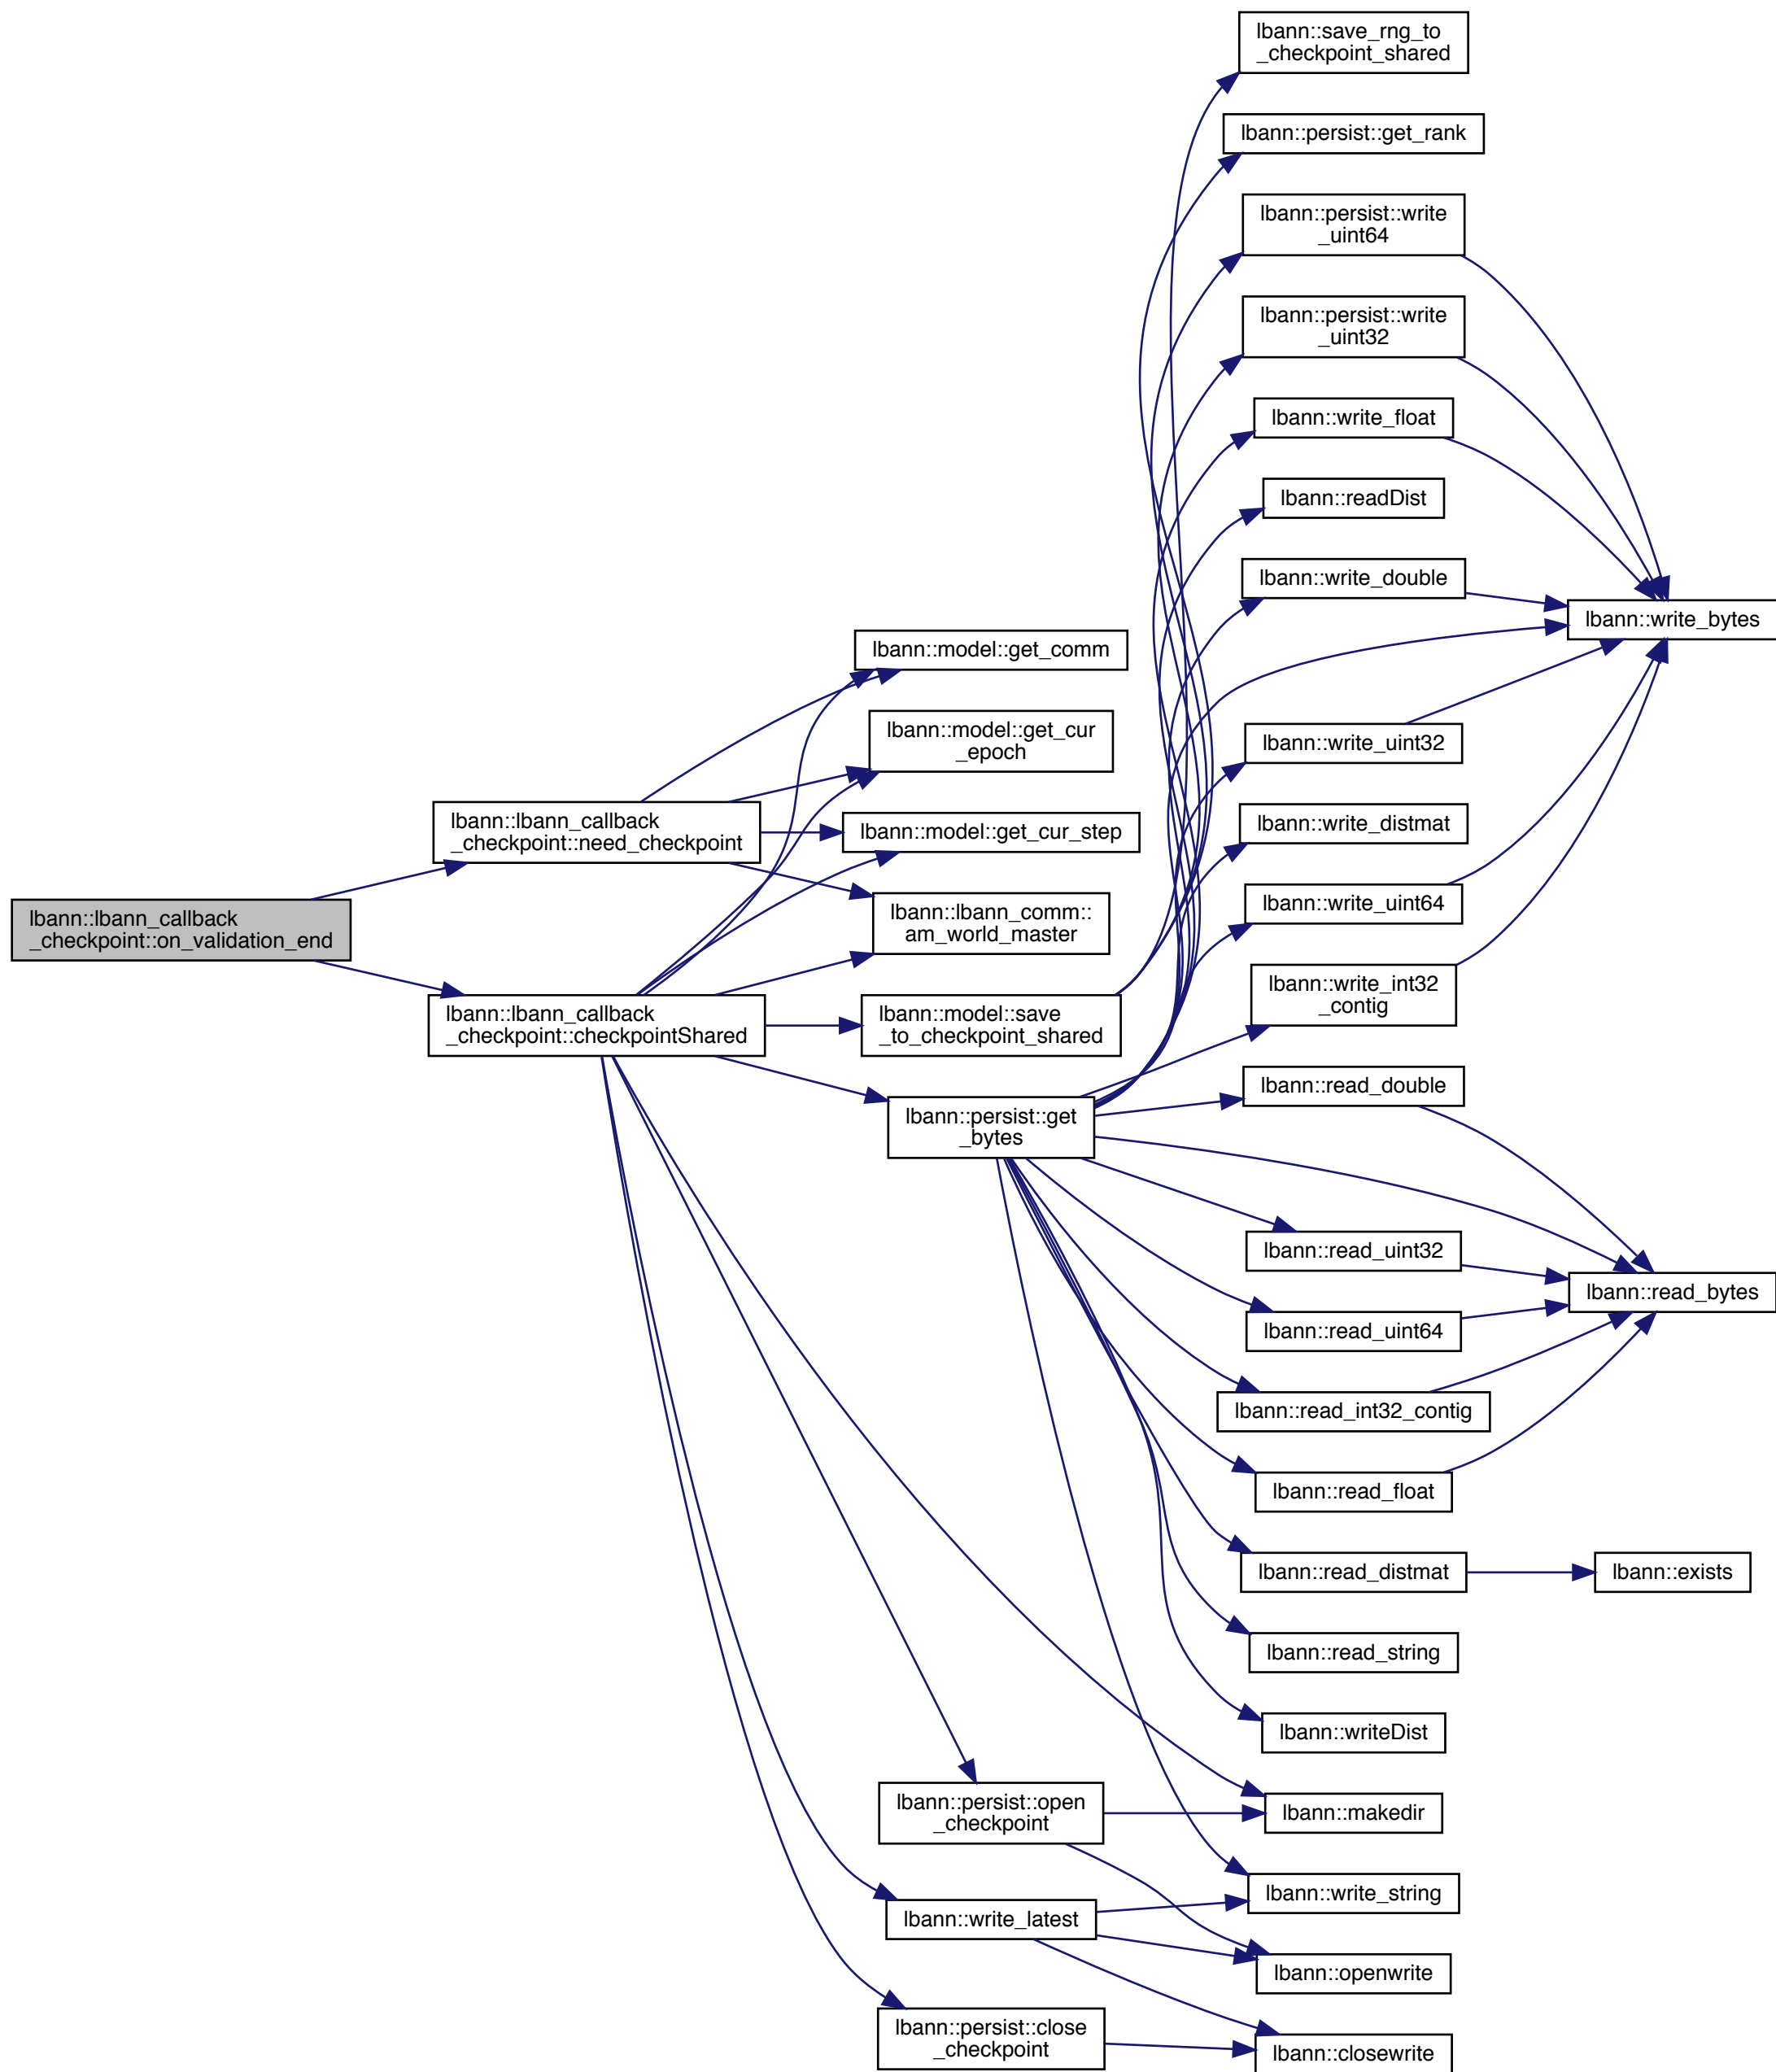 lbann::lbann_callback
_checkpoint::on_validation_end
lbann::lbann_callback
_checkpoint::need_checkpoint
lbann::lbann_callback
_checkpoint::checkpointShared
lbann::model::get_comm
lbann::model::get_cur
_epoch
lbann::model::get_cur_step
lbann::lbann_comm::
am_world_master
lbann::model::save
_to_checkpoint_shared
lbann::persist::get
_bytes
lbann::persist::open
_checkpoint
lbann::write_latest
lbann::persist::close
_checkpoint
lbann::save_rng_to
_checkpoint_shared
lbann::persist::get_rank
lbann::persist::write
_uint64
lbann::persist::write
_uint32
lbann::write_float
lbann::readDist
lbann::write_double
lbann::write_uint32
lbann::write_distmat
lbann::write_uint64
lbann::write_int32
_contig
lbann::read_double
lbann::read_uint32
lbann::read_uint64
lbann::read_int32_contig
lbann::read_float
lbann::read_distmat
lbann::read_string
lbann::writeDist
lbann::makedir
lbann::write_string
lbann::openwrite
lbann::closewrite
lbann::write_bytes
lbann::read_bytes
lbann::exists